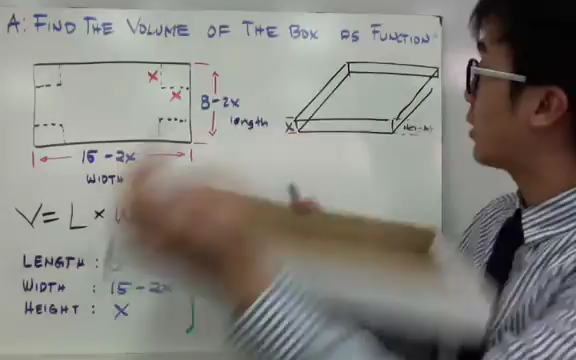 A: FIND THE VOLUME OF THE BOX AS FUNCTION
x
x
8-2x
length
15-2x
WIDTH
x
V= L ×
LENGTH :
WIDTH : 15-2x
HEIGHT : X